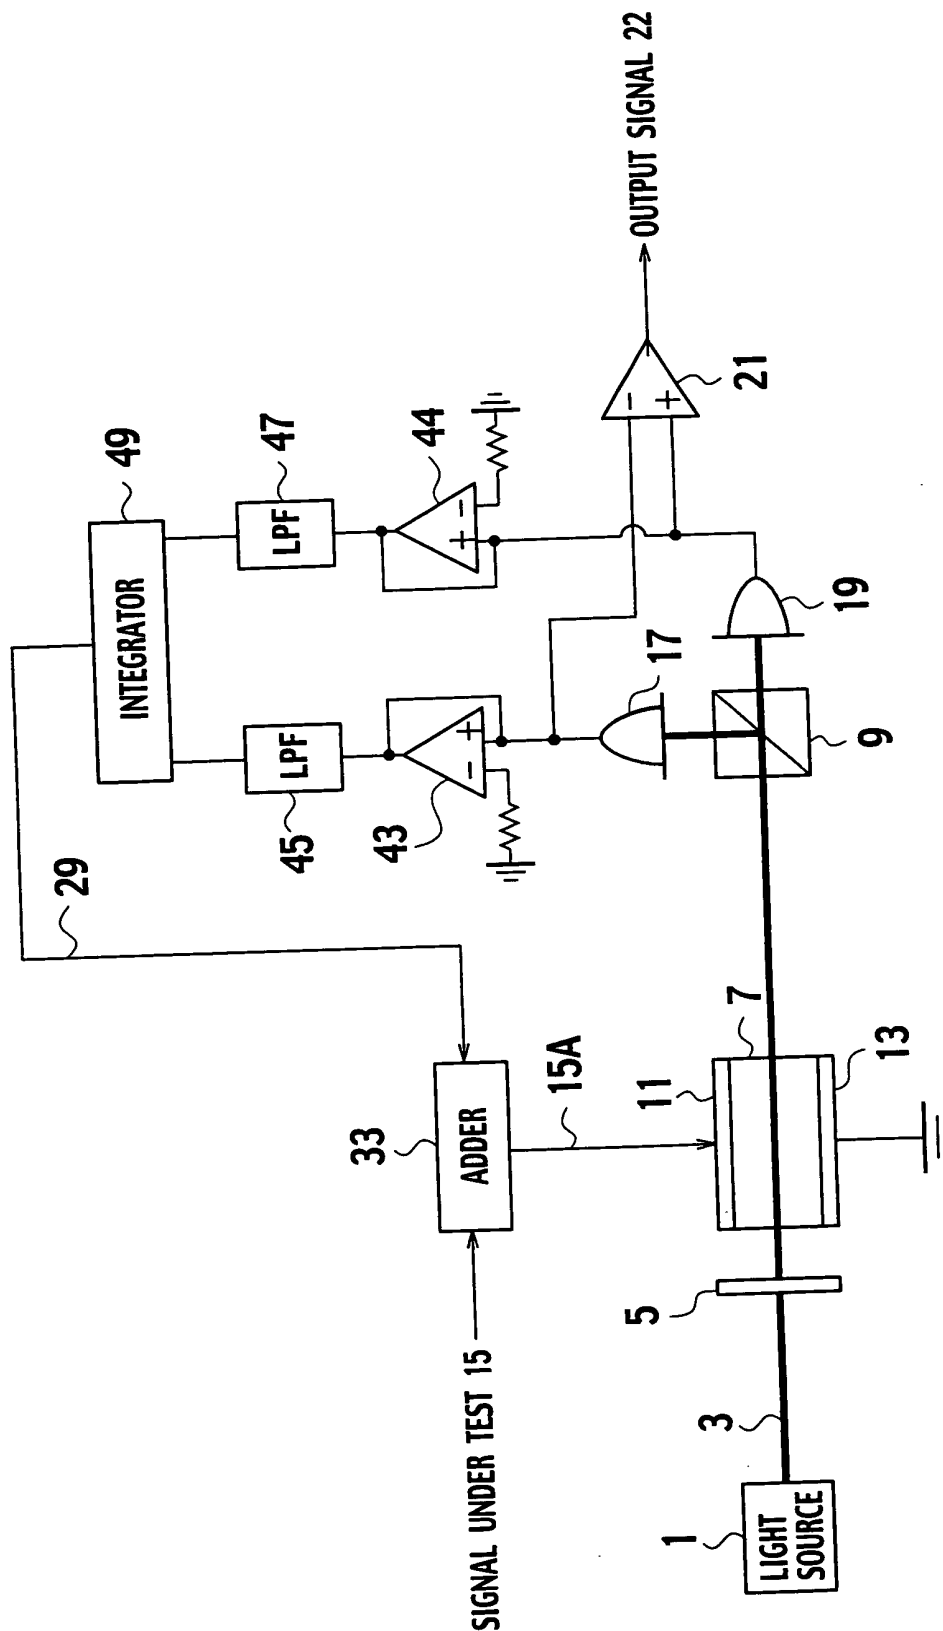 29
49
INTEGRATOR
45
LPF
LPF
47
43
−
+
+
−
44
33
ADDER
SIGNAL UNDER TEST 15
15A
17
−
+
21
OUTPUT SIGNAL 22
1
LIGHT
SOURCE
3
5
11
7
13
9
19